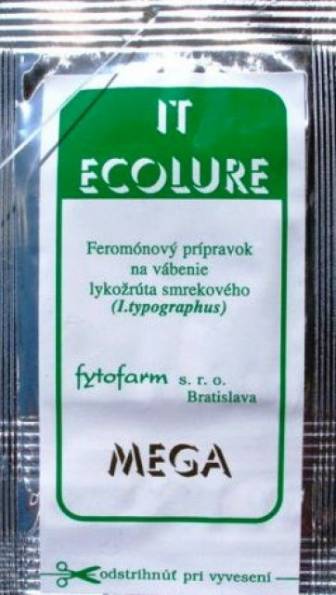 IT
ECOLURE
Feromónový prípravok
na vábenie
lykožrúta smrekového
(I.typographus)
fytofarm s. r. o.
Bratislava
MEGA
odstrihnúť pri vyvesení